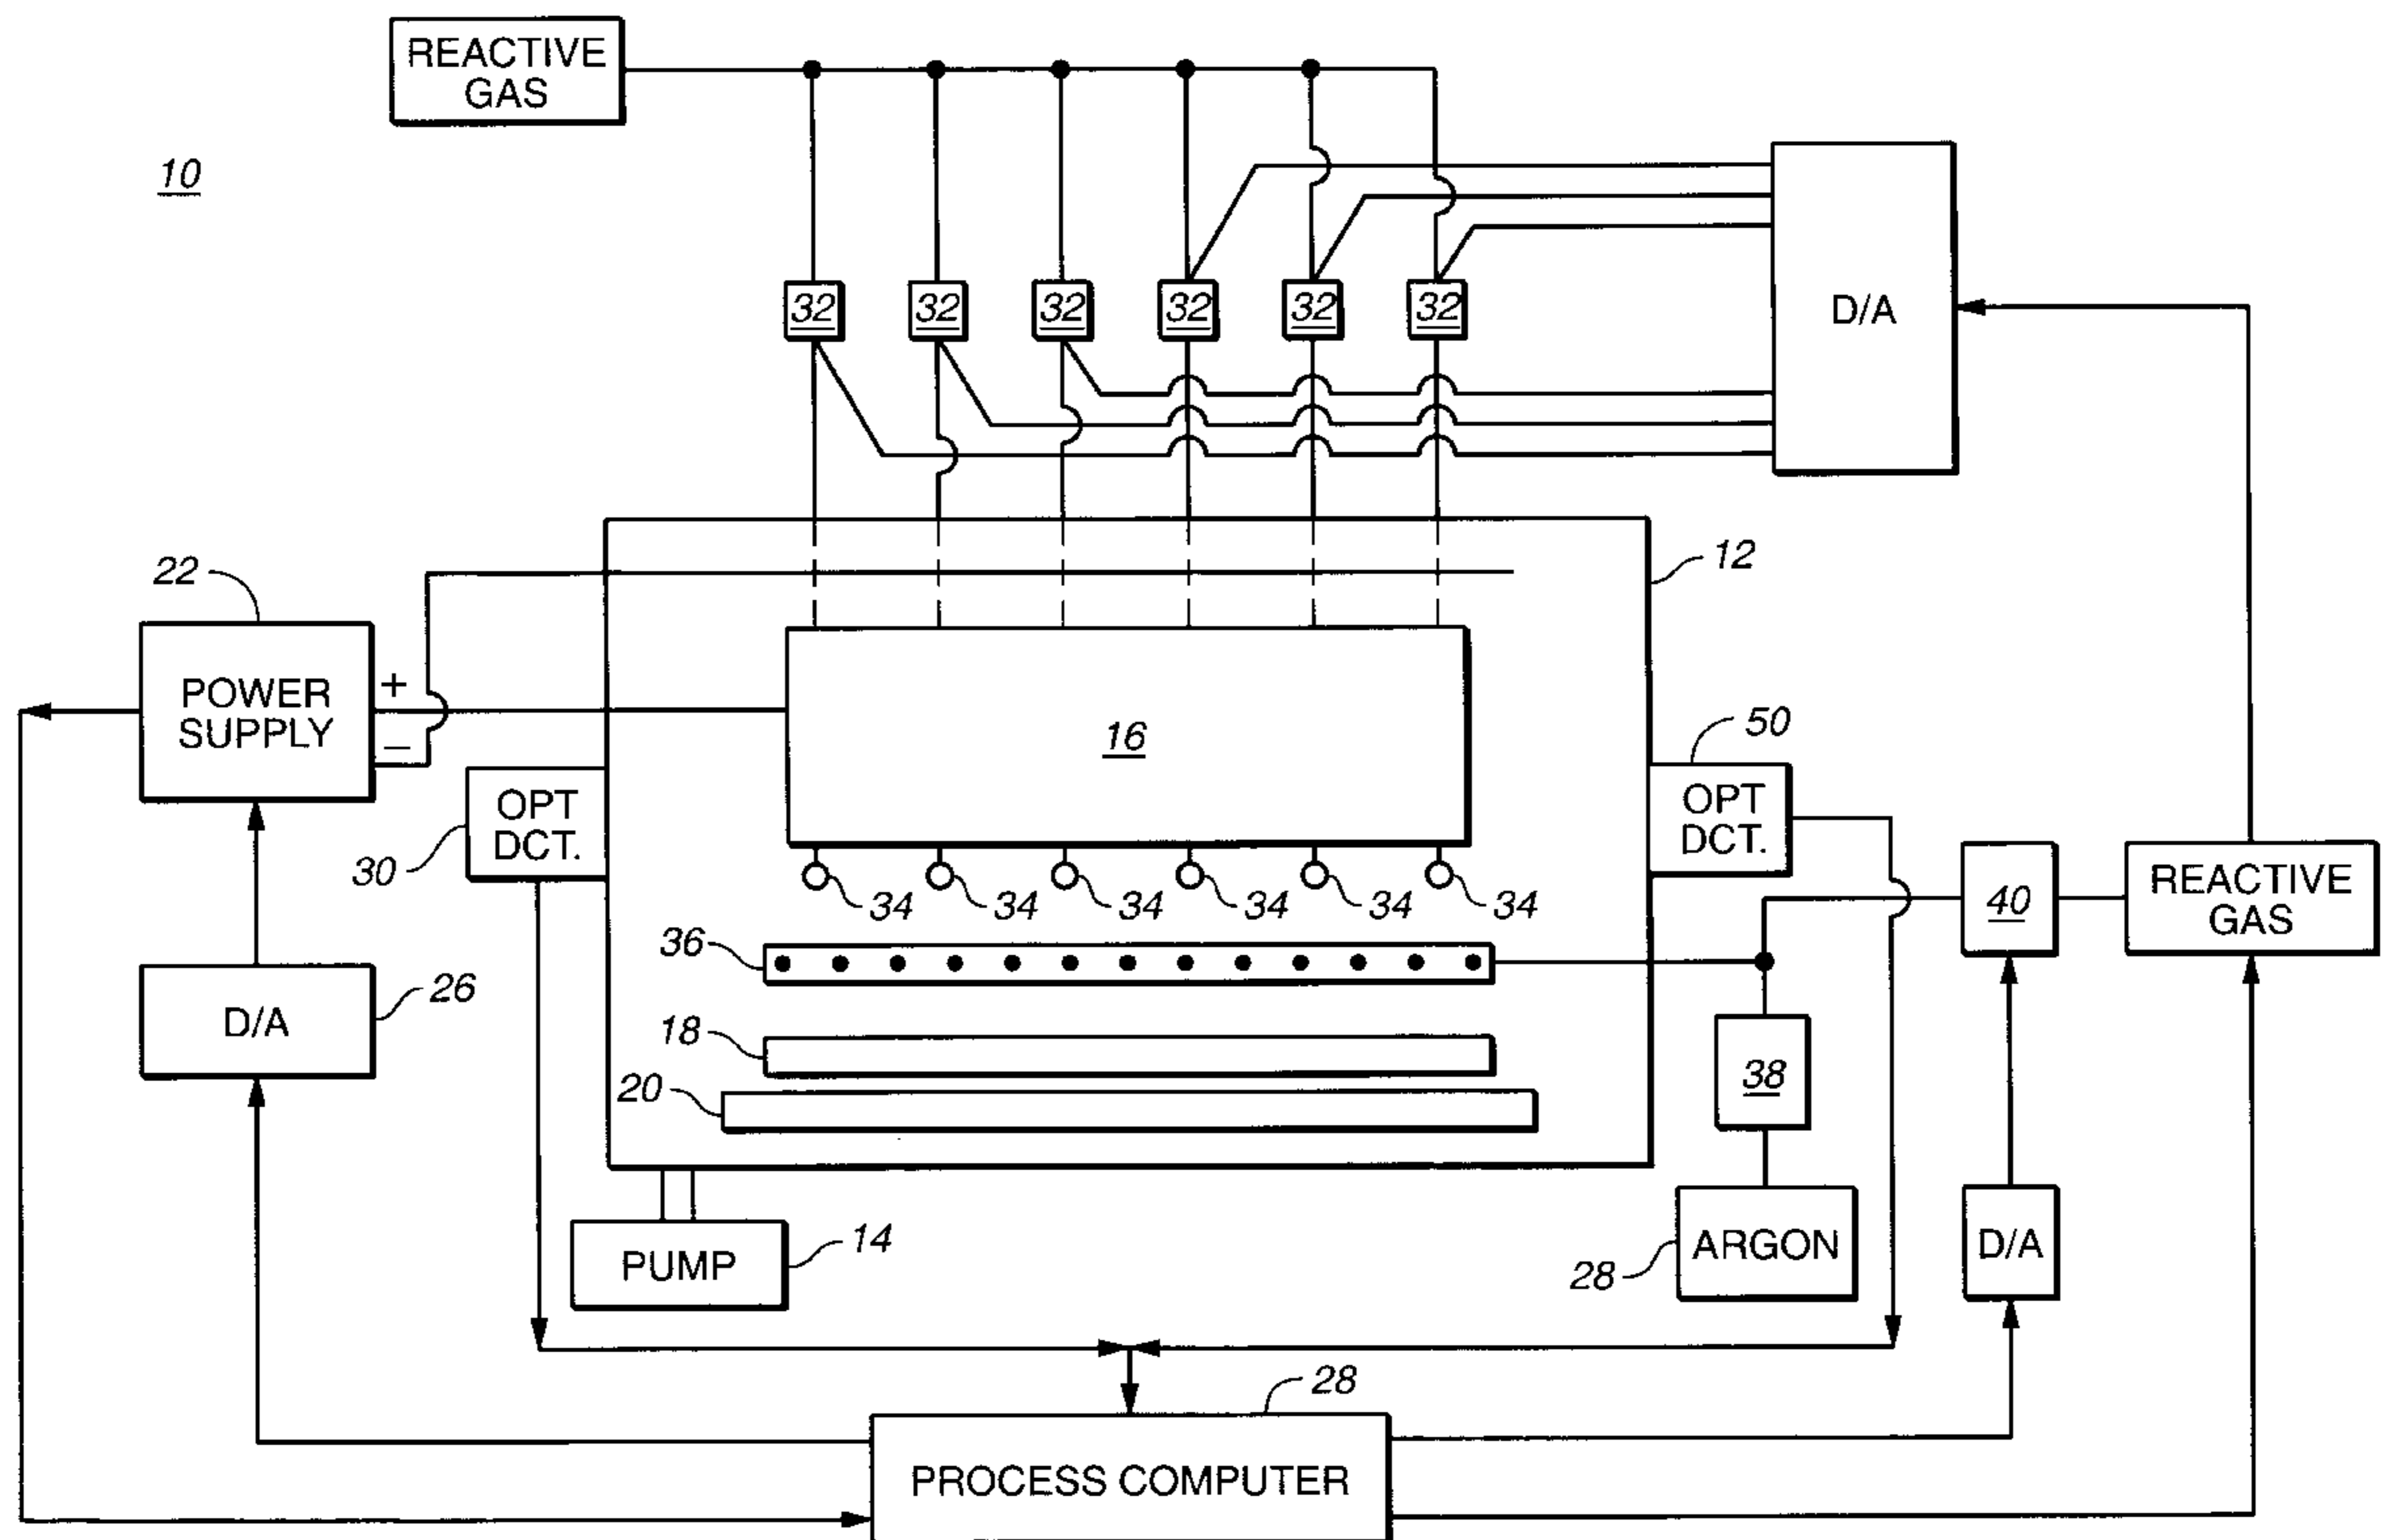 REACTIVE
GAS
10
D/A
32 32 32 32 32 32
12
22
POWER
SUPPLY
+
−
16
50
OPT
DCT.
OPT
DCT.
30
34 34 34 34 34 34
40
REACTIVE
GAS
36
26
D/A
18
38
20
14
PUMP
ARGON
28
D/A
28
PROCESS COMPUTER